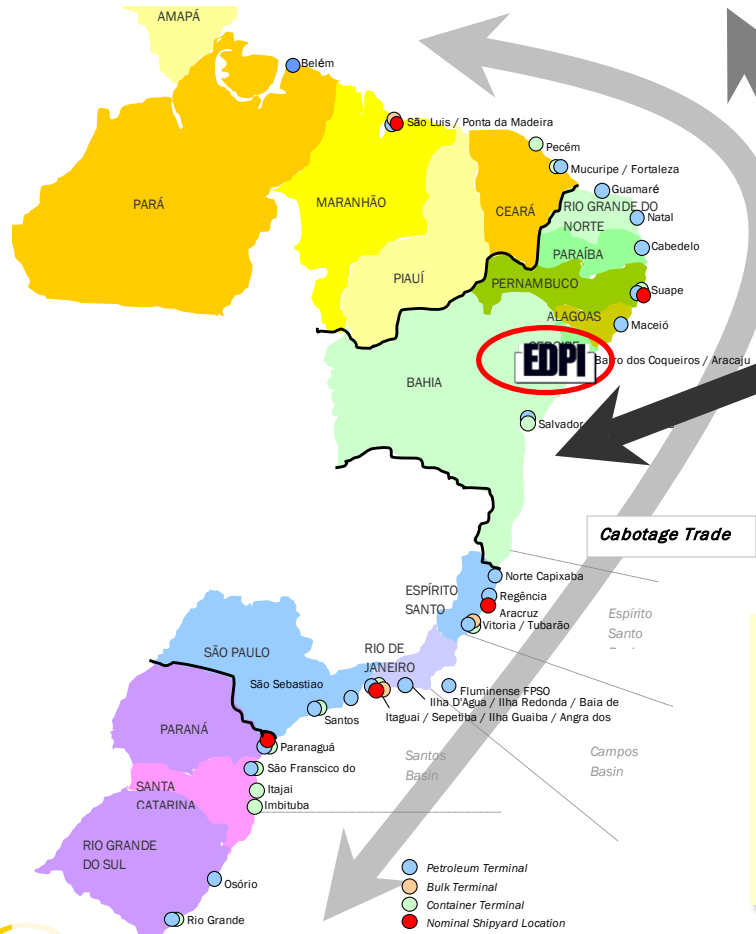 AMAPÁ
Belém
São Luis / Ponta da Madeira
Pecém
Mucuripe / Fortaleza
PARÁ
MARANHÃO
CEARÁ
Guamaré
RIO GRANDE DO
NORTE
Natal
PARAÍBA
Cabedelo
PIAUÍ
PERNAMBUCO
Suape
ALAGOAS
Maceió
EDPI
Barro dos Coqueiros / Aracaju
BAHIA
Salvador
Cabotage Trade
Norte Capixaba
ESPÍRITO
SANTO
Regência
Aracruz
Vitoria / Tubarão
Espírito
Santo
SÃO PAULO
RIO DE
JANEIRO
São Sebastiao
Fluminense FPSO
Ilha D'Agua / Ilha Redonda / Baia de
Itaguai / Sepetiba / Ilha Guaiba / Angra dos
Santos
PARANÁ
Paranaguá
Santos
Basin
Campos
Basin
São Franscico do
SANTA
CATARINA
Itajai
Imbituba
RIO GRANDE
DO SUL
Osório
Rio Grande
Petroleum Terminal
Bulk Terminal
Container Terminal
Nominal Shipyard Location